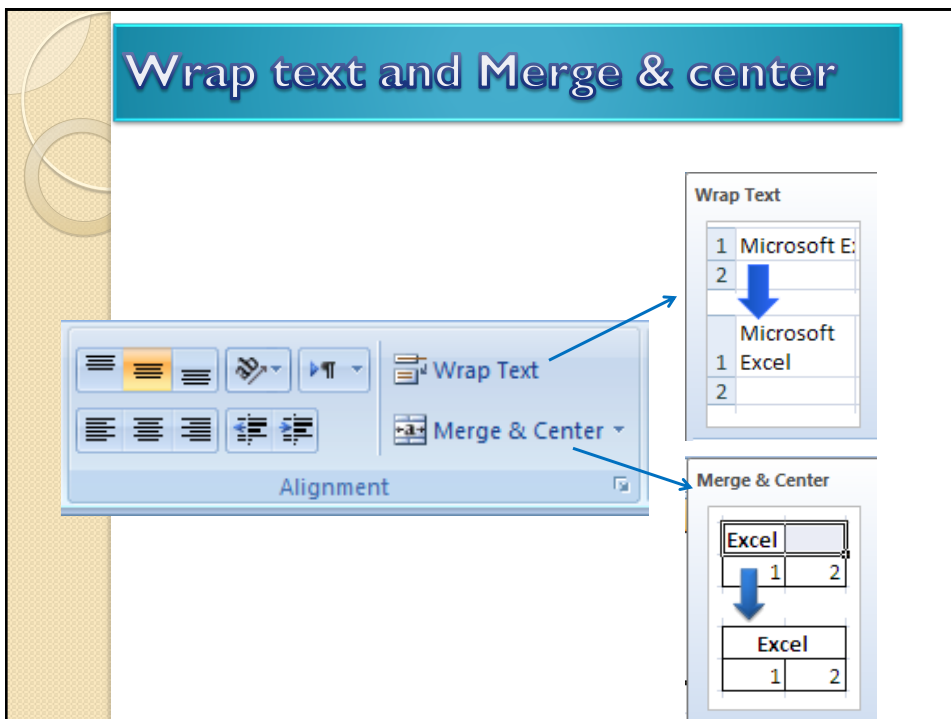 Wrap text and Merge & center
Wrap Text
1 Microsoft E
2
Microsoft
1 Excel
2
Wrap Text
Merge & Center
Alignment
Merge & Center
Excel
1 2
Excel
1 2